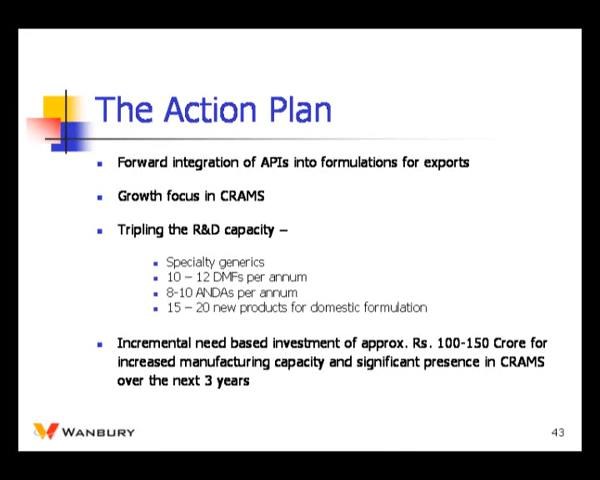 The Action Plan
Forward integration of APIs into formulations for exports
Growth focus in CRAMS
Tripling the R&D capacity –
Specialty generics
10 – 12 DMFs per annum
8-10 ANDAs per annum
15 – 20 new products for domestic formulation
Incremental need based investment of approx. Rs. 100-150 Crore for
increased manufacturing capacity and significant presence in CRAMS
over the next 3 years
WANBURY
43